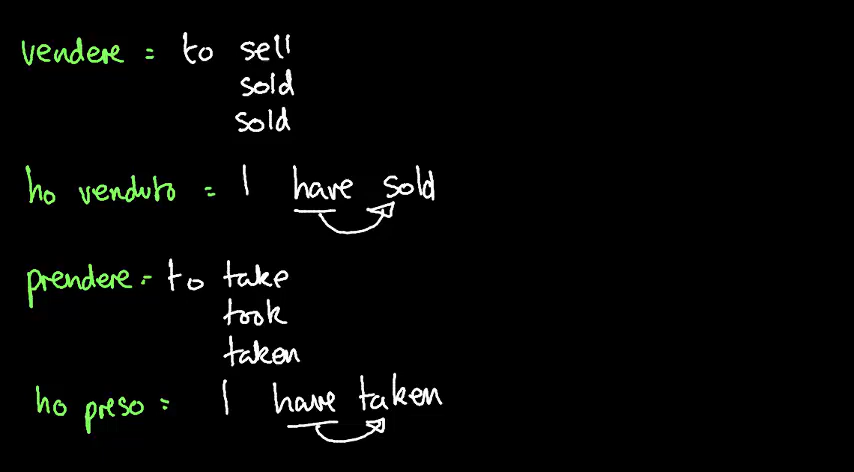 vendere = to sell
sold
sold
ho venduto = I have sold
prendere = to take
took
taken
ho preso = I have taken